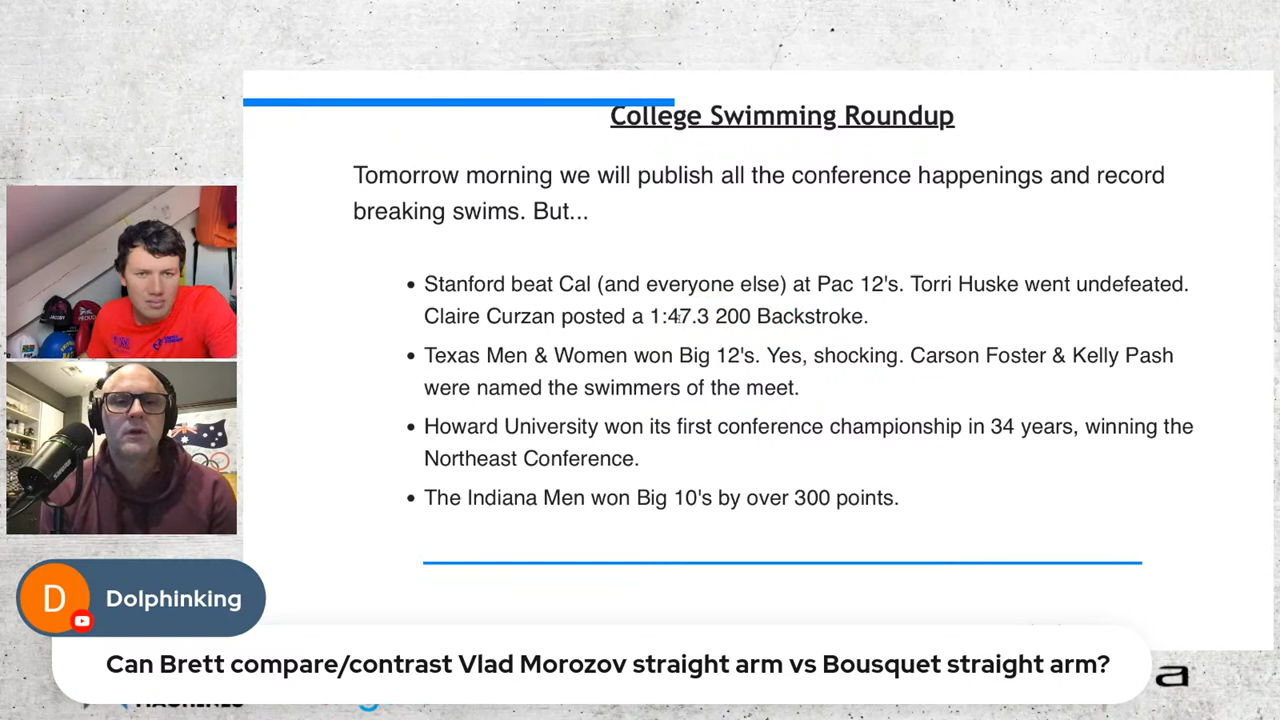 College Swimming Roundup
Tomorrow morning we will publish all the conference happenings and record
breaking swims. But...
• Stanford beat Cal (and everyone else) at Pac 12's. Torri Huske went undefeated.
Claire Curzan posted a 1:47.3 200 Backstroke.
• Texas Men & Women won Big 12's. Yes, shocking. Carson Foster & Kelly Pash
were named the swimmers of the meet.
• Howard University won its first conference championship in 34 years, winning the
Northeast Conference.
• The Indiana Men won Big 10's by over 300 points.
JACOBY
PROUD
SHURE
D
Dolphinking
Can Brett compare/contrast Vlad Morozov straight arm vs Bousquet straight arm?
a